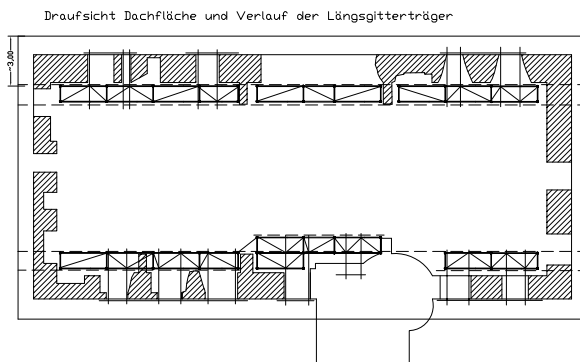 Draufsicht Dachfläche und Verlauf der Längsgitterträger
~3,00